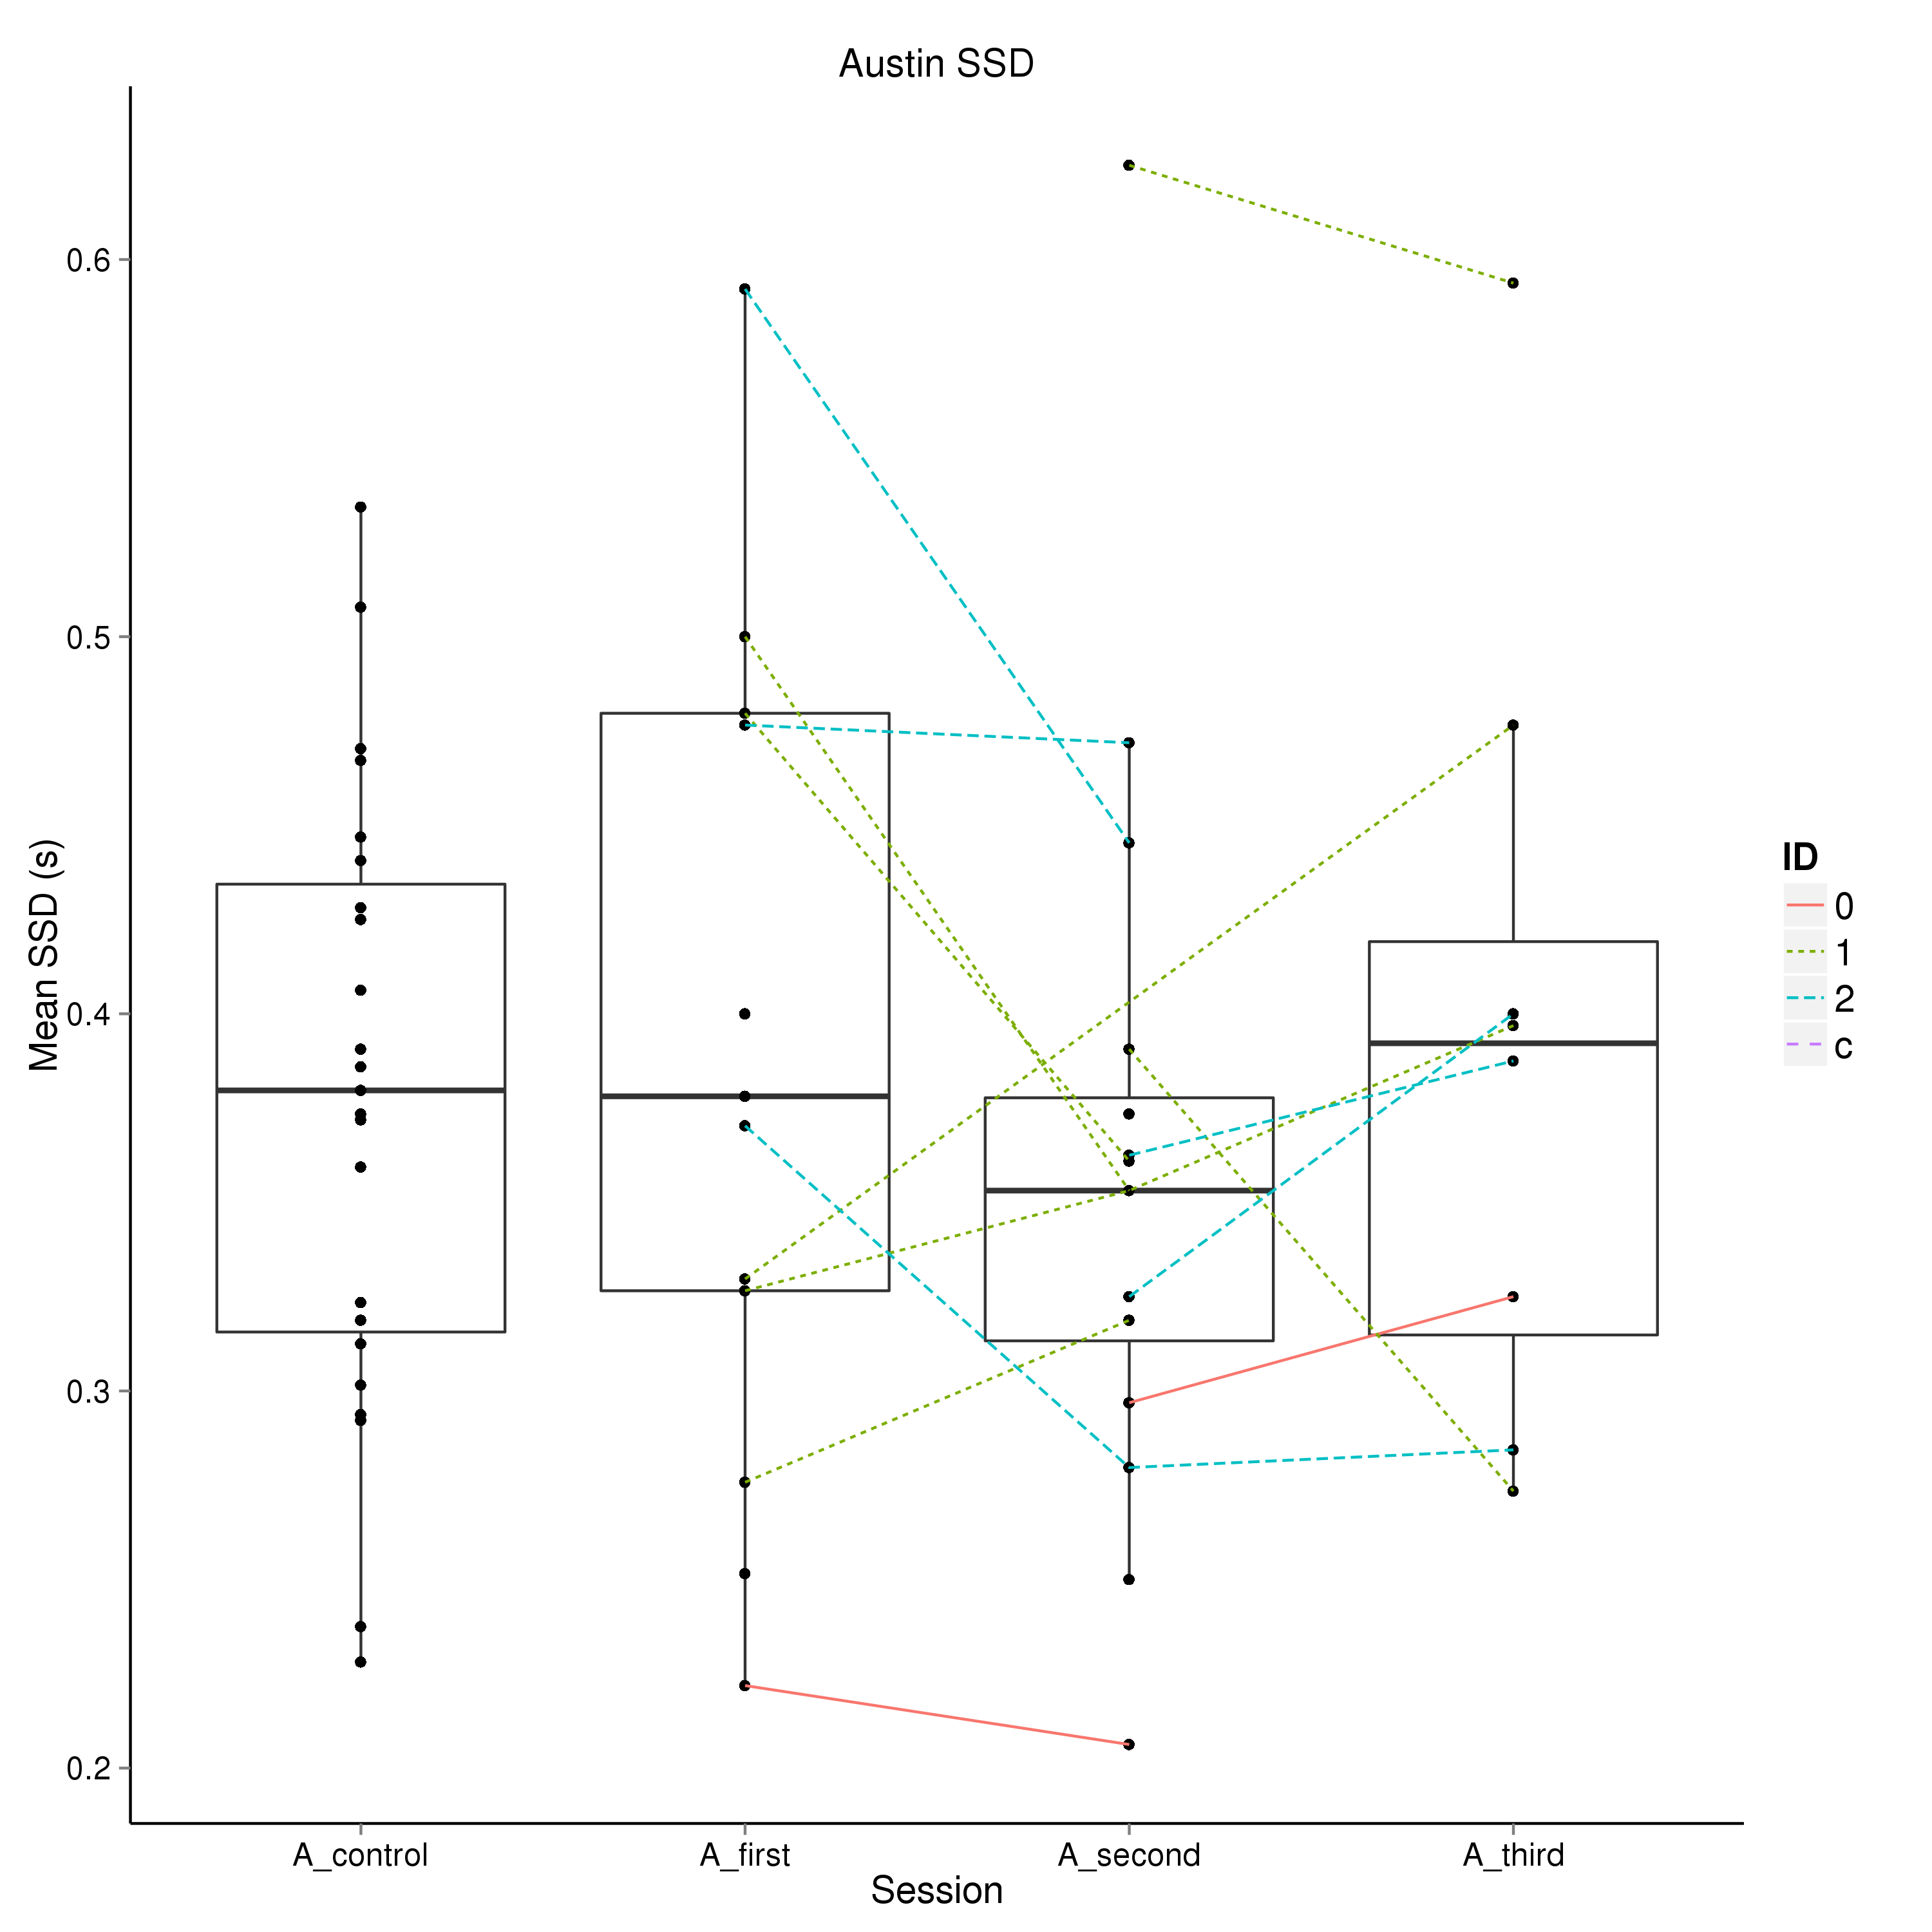 Austin SSD
Mean SSD (s)
0.6
0.5
0.4
0.3
0.2
A_control
A_first
A_second
A_third
Session
ID
0
1
2
c